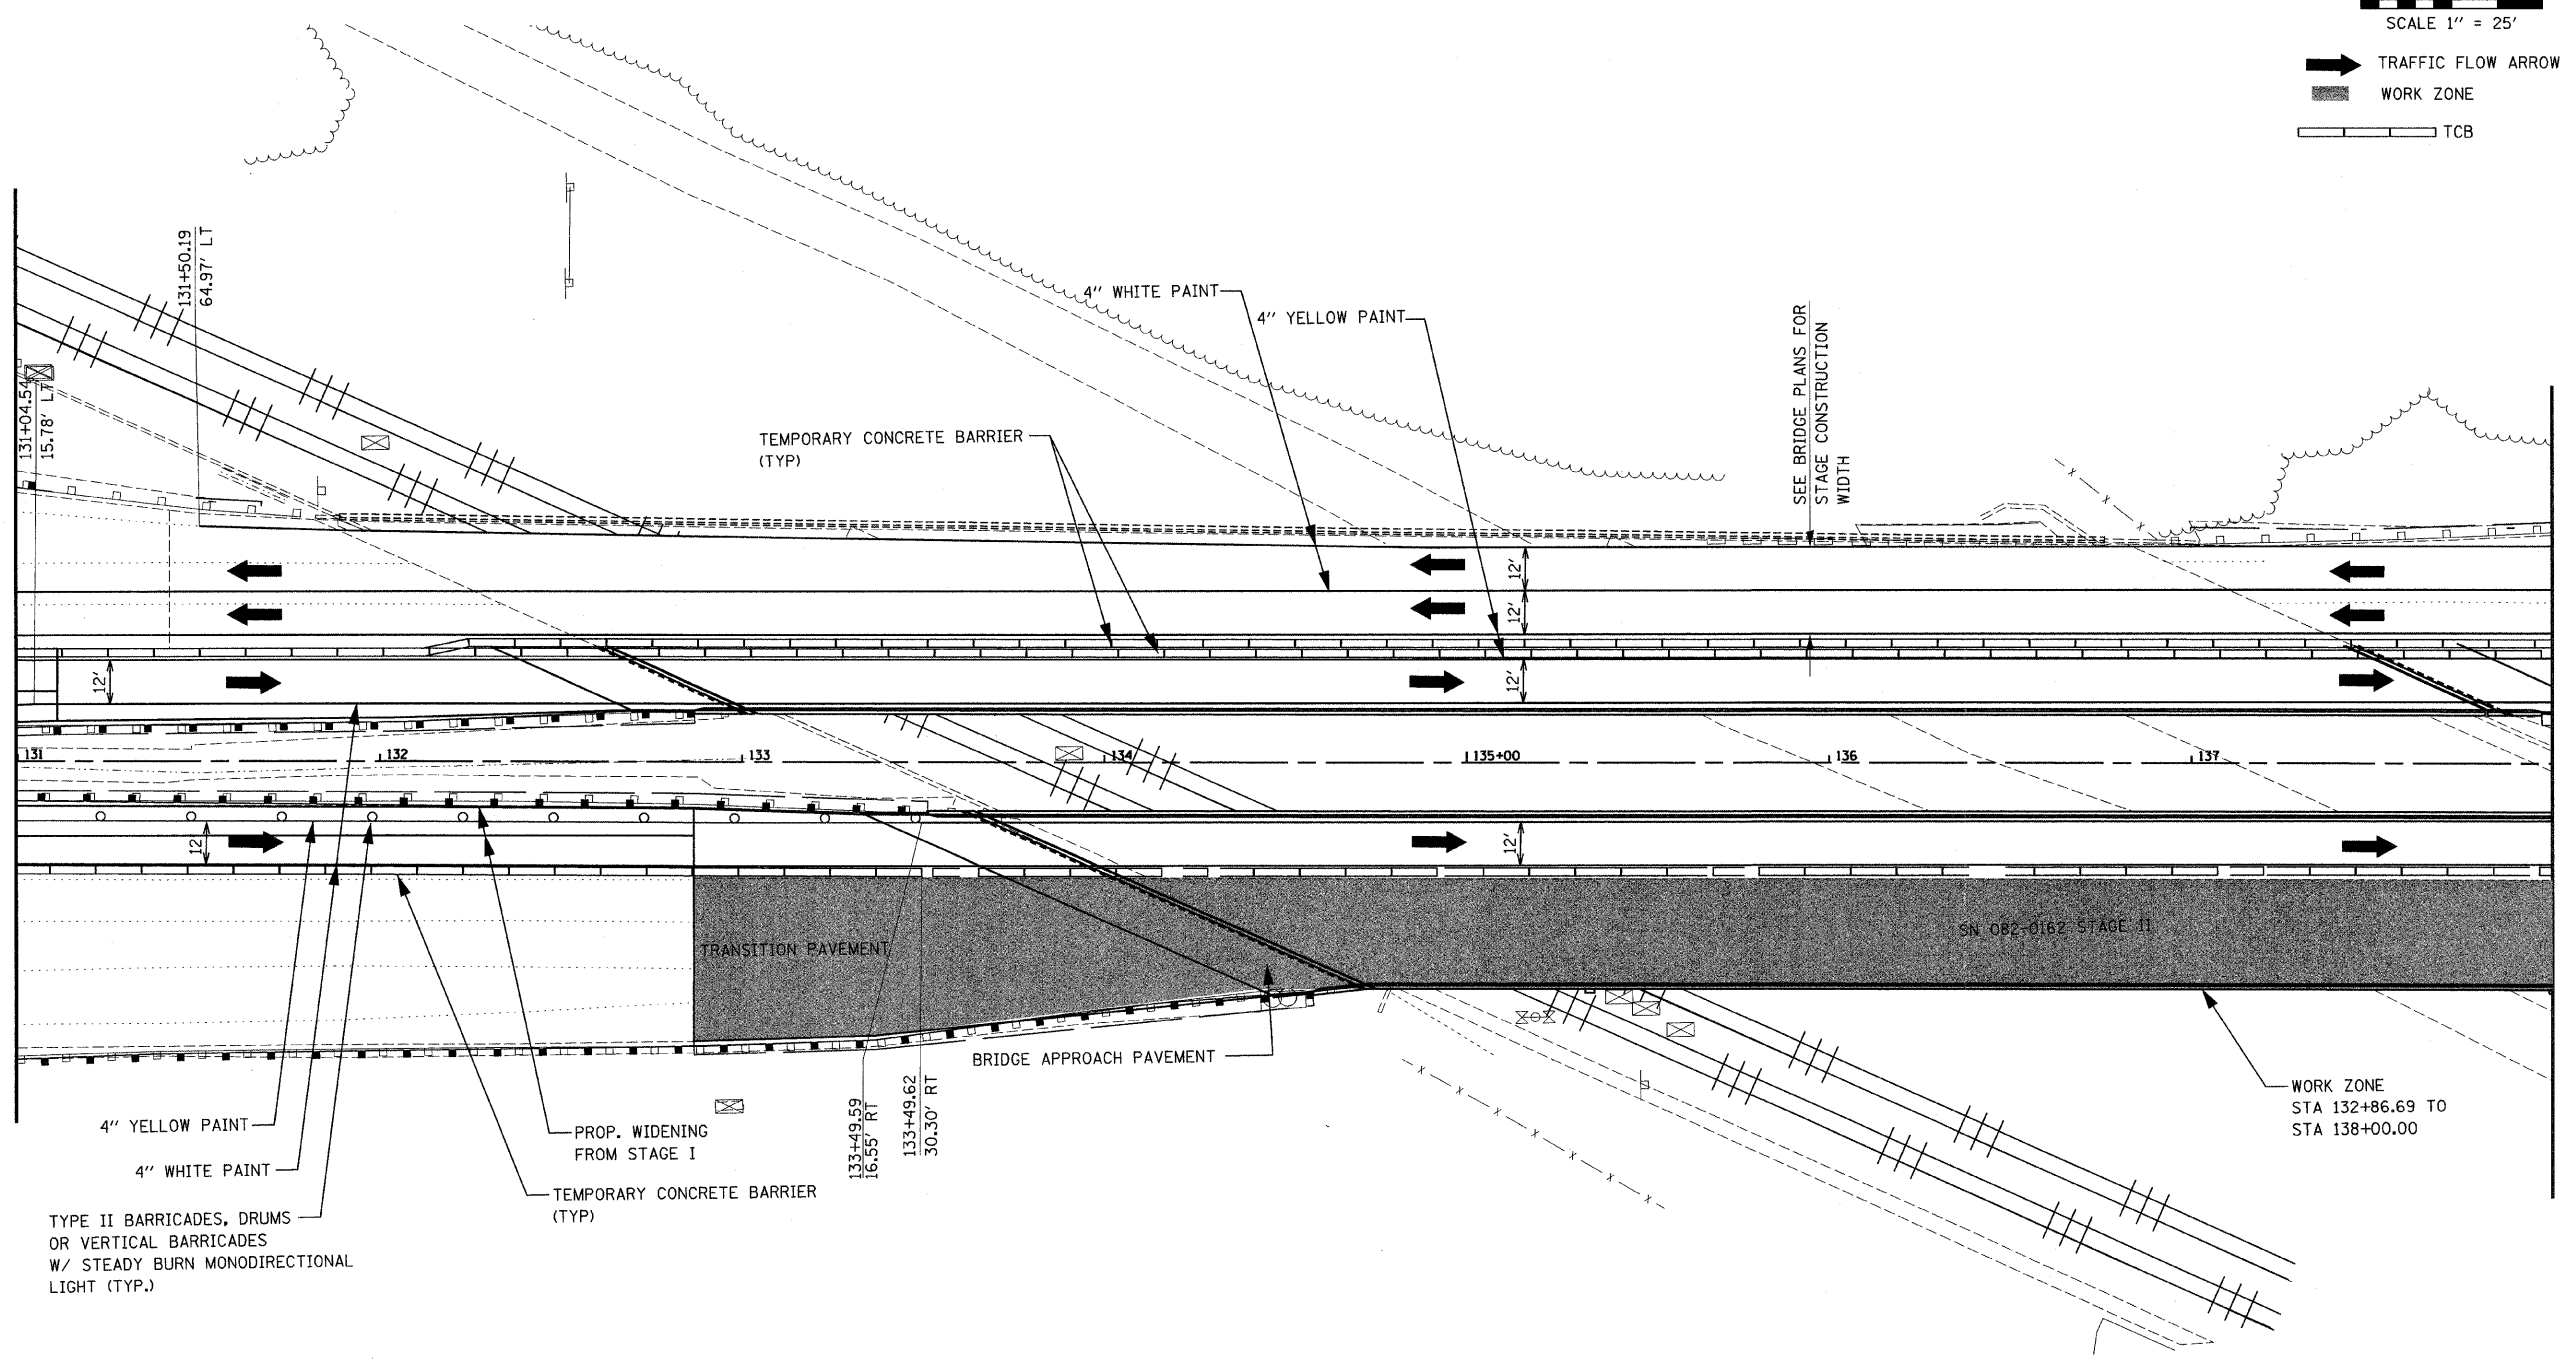 SCALE 1" = 25'
TRAFFIC FLOW ARROW
WORK ZONE
TCB
131+50.19
64.97' LT
131+04.54
15.78' LT
4" WHITE PAINT
4" YELLOW PAINT
TEMPORARY CONCRETE BARRIER
(TYP)
SEE BRIDGE PLANS FOR
STAGE CONSTRUCTION
WIDTH
12'
12'
12'
12'
131
132
133
134
135+00
136
137
12'
12'
TRANSITION PAVEMENT
SN 082-0162 STAGE II
BRIDGE APPROACH PAVEMENT
133+49.59
16.55' RT
133+49.62
30.30' RT
WORK ZONE
STA 132+86.69 TO
STA 138+00.00
4" YELLOW PAINT
4" WHITE PAINT
TYPE II BARRICADES, DRUMS
OR VERTICAL BARRICADES
W/ STEADY BURN MONODIRECTIONAL
LIGHT (TYP.)
PROP. WIDENING
FROM STAGE I
TEMPORARY CONCRETE BARRIER
(TYP)